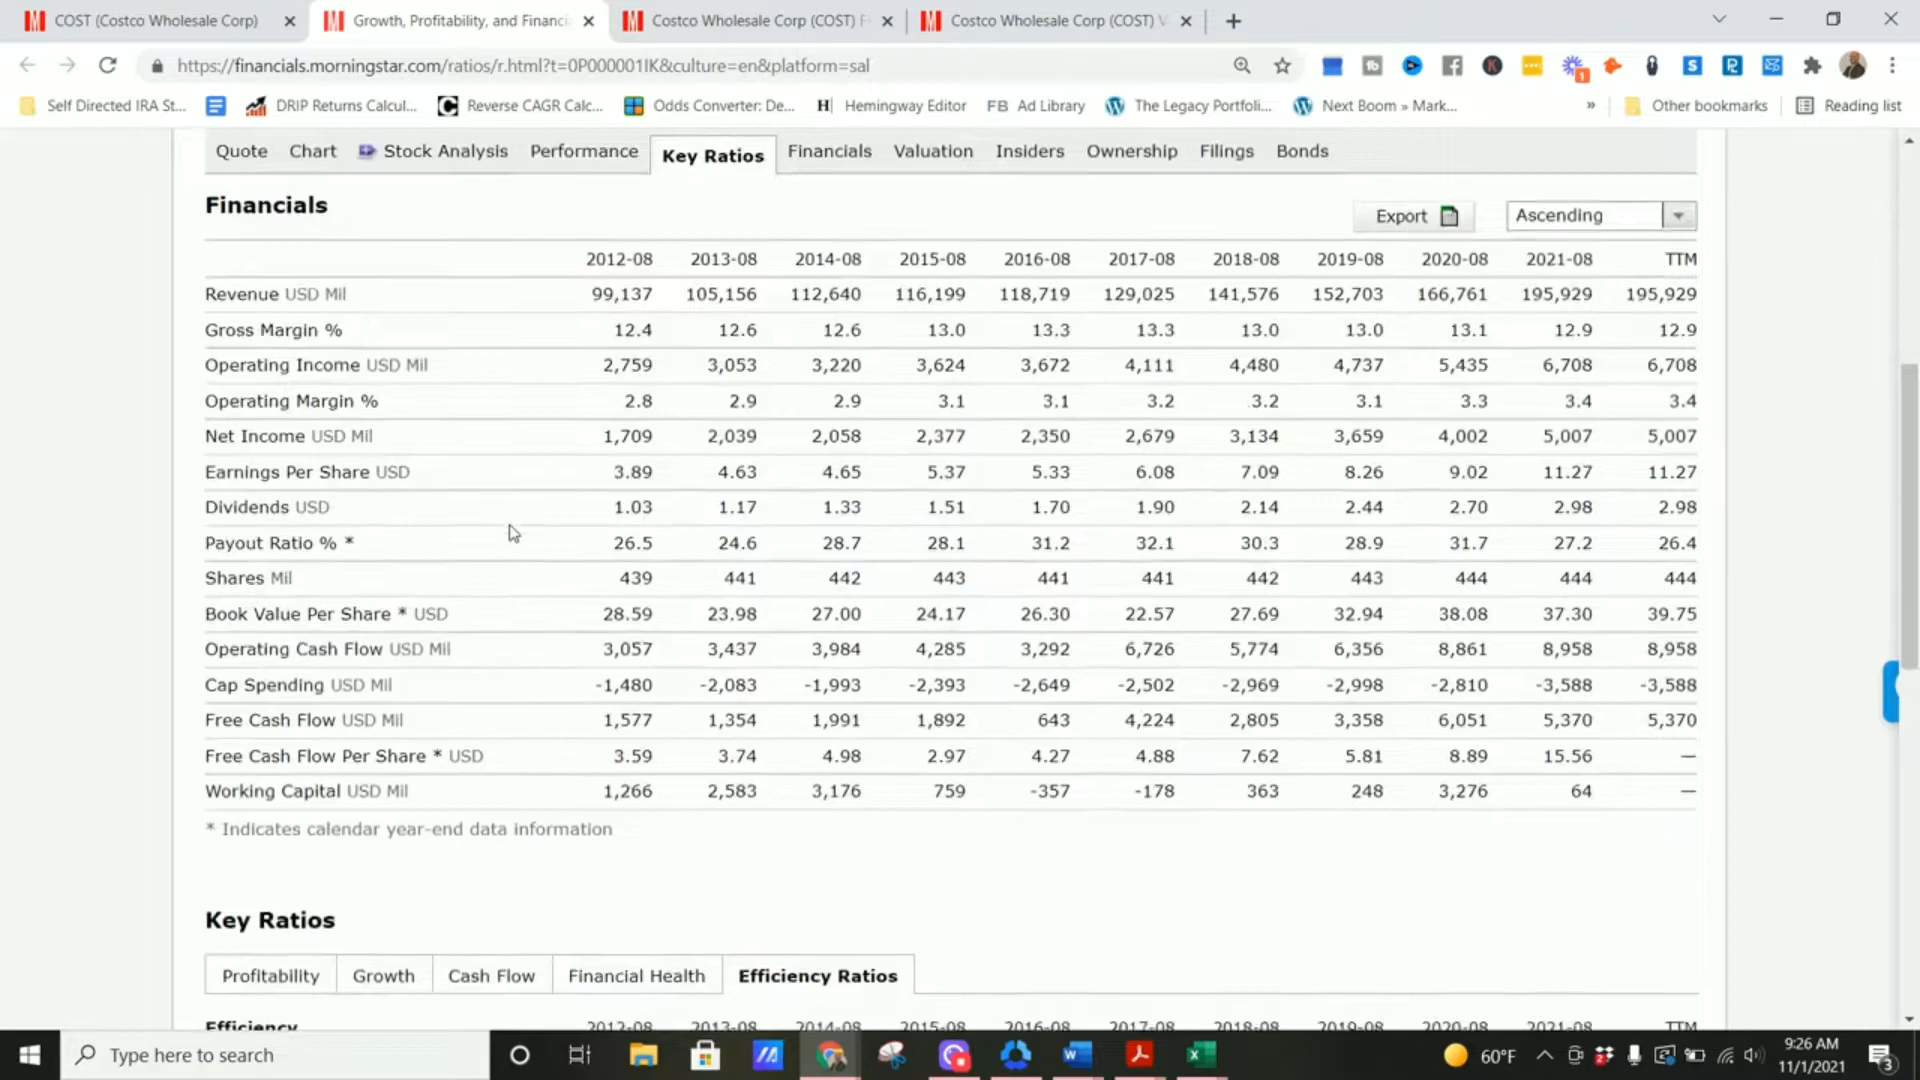 COST (Costco Wholesale Corp)
Growth, Profitability, and Financi
Costco Wholesale Corp (COST) F
Costco Wholesale Corp (COST) V
https://financials.morningstar.com/ratios/r.html?t=0P000001IK&culture=en&platform=sal
Self Directed IRA St... DRIP Returns Calcul... Reverse CAGR Calc... Odds Converter: De... Hemingway Editor FB Ad Library The Legacy Portfoli... Next Boom » Mark... » Other bookmarks Reading list
Quote Chart Stock Analysis Performance Key Ratios Financials Valuation Insiders Ownership Filings Bonds
Financials
Export Ascending
2012-08 2013-08 2014-08 2015-08 2016-08 2017-08 2018-08 2019-08 2020-08 2021-08 TTM
Revenue USD Mil 99,137 105,156 112,640 116,199 118,719 129,025 141,576 152,703 166,761 195,929 195,929
Gross Margin % 12.4 12.6 12.6 13.0 13.3 13.3 13.0 13.0 13.1 12.9 12.9
Operating Income USD Mil 2,759 3,053 3,220 3,624 3,672 4,111 4,480 4,737 5,435 6,708 6,708
Operating Margin % 2.8 2.9 2.9 3.1 3.1 3.2 3.2 3.1 3.3 3.4 3.4
Net Income USD Mil 1,709 2,039 2,058 2,377 2,350 2,679 3,134 3,659 4,002 5,007 5,007
Earnings Per Share USD 3.89 4.63 4.65 5.37 5.33 6.08 7.09 8.26 9.02 11.27 11.27
Dividends USD 1.03 1.17 1.33 1.51 1.70 1.90 2.14 2.44 2.70 2.98 2.98
Payout Ratio % * 26.5 24.6 28.7 28.1 31.2 32.1 30.3 28.9 31.7 27.2 26.4
Shares Mil 439 441 442 443 441 441 442 443 444 444 444
Book Value Per Share * USD 28.59 23.98 27.00 24.17 26.30 22.57 27.69 32.94 38.08 37.30 39.75
Operating Cash Flow USD Mil 3,057 3,437 3,984 4,285 3,292 6,726 5,774 6,356 8,861 8,958 8,958
Cap Spending USD Mil -1,480 -2,083 -1,993 -2,393 -2,649 -2,502 -2,969 -2,998 -2,810 -3,588 -3,588
Free Cash Flow USD Mil 1,577 1,354 1,991 1,892 643 4,224 2,805 3,358 6,051 5,370 5,370
Free Cash Flow Per Share * USD 3.59 3.74 4.98 2.97 4.27 4.88 7.62 5.81 8.89 15.56 —
Working Capital USD Mil 1,266 2,583 3,176 759 -357 -178 363 248 3,276 64 —
* Indicates calendar year-end data information
Key Ratios
Profitability Growth Cash Flow Financial Health Efficiency Ratios
Efficiency 2012-08 2013-08 2014-08 2015-08 2016-08 2017-08 2018-08 2019-08 2020-08 2021-08 TTM
Type here to search
60°F
9:26 AM
11/1/2021
3